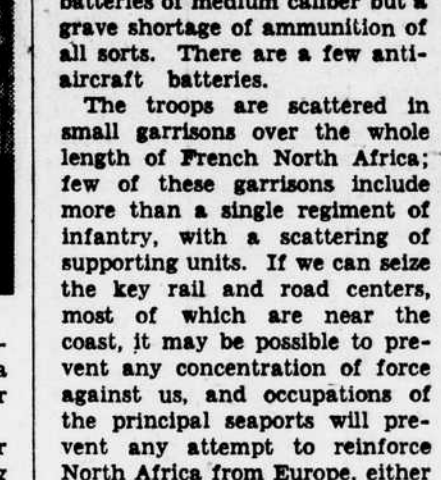 batteries of medium caliber but a
grave shortage of ammunition of
all sorts. There are a few anti-
aircraft batteries.
The troops are scattered in
small garrisons over the whole
length of French North Africa;
few of these garrisons include
more than a single regiment of
infantry, with a scattering of
supporting units. If we can seize
the key rail and road centers,
most of which are near the
coast, it may be possible to pre-
vent any concentration of force
against us, and occupations of
the principal seaports will pre-
vent any attempt to reinforce
North Africa from Europe, either